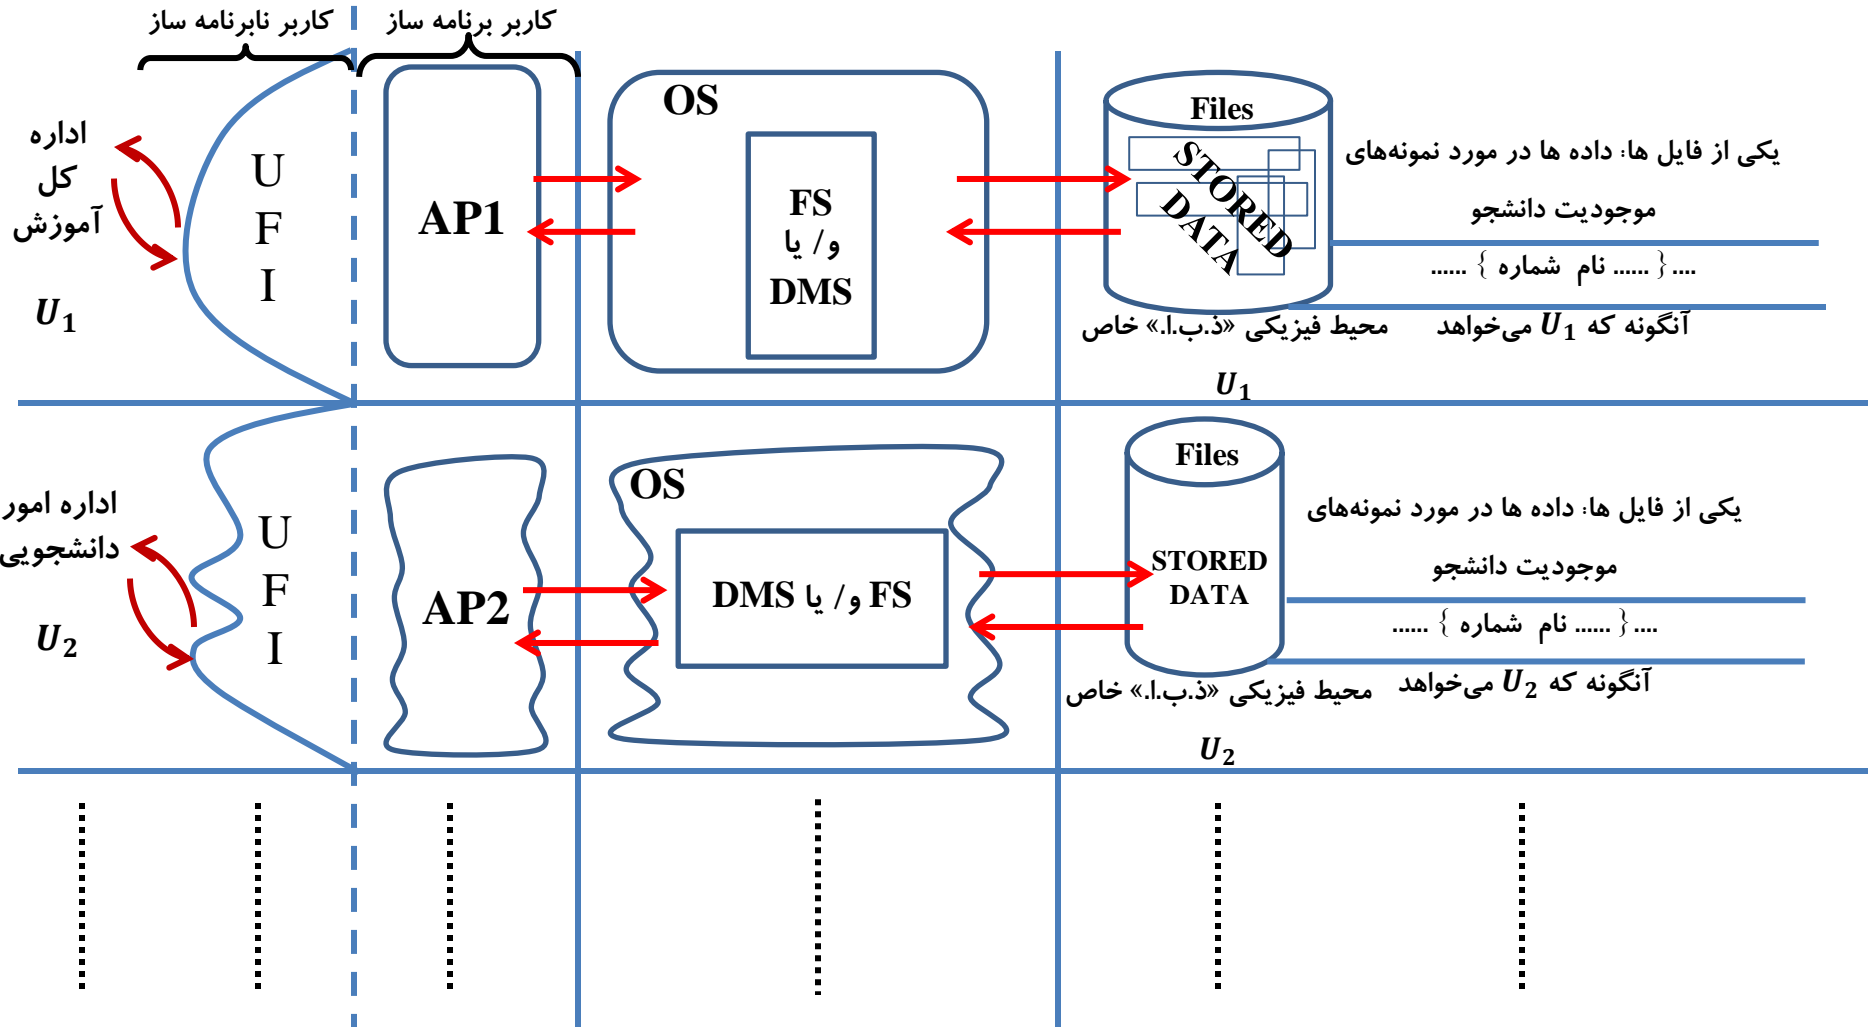 کاربر نابرنامه ساز
کاربر برنامه ساز
اداره
کل
آموزش
U1
U
F
I
AP1
OS
FS
و/ یا
DMS
Files
STORED
DATA
یکی از فایل ها: داده ها در مورد نمونه‌های
موجودیت دانشجو
....{ ...... نام شماره } ......
آنگونه که U1 می‌خواهد
محیط فیزیکی «ذ.ب.ا.» خاص
U1
اداره امور
دانشجویی
U2
U
F
I
AP2
OS
FS و/ یا DMS
Files
STORED
DATA
یکی از فایل ها: داده ها در مورد نمونه‌های
موجودیت دانشجو
....{ ...... نام شماره } ......
آنگونه که U2 می‌خواهد
محیط فیزیکی «ذ.ب.ا.» خاص
U2